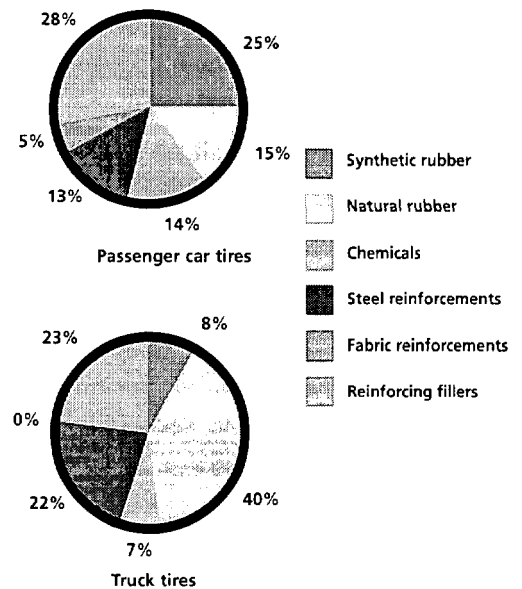 28%
25%
5%
15%
13%
14%
Passenger car tires
Synthetic rubber
Natural rubber
Chemicals
Steel reinforcements
Fabric reinforcements
Reinforcing fillers
23%
8%
0%
22%
40%
7%
Truck tires